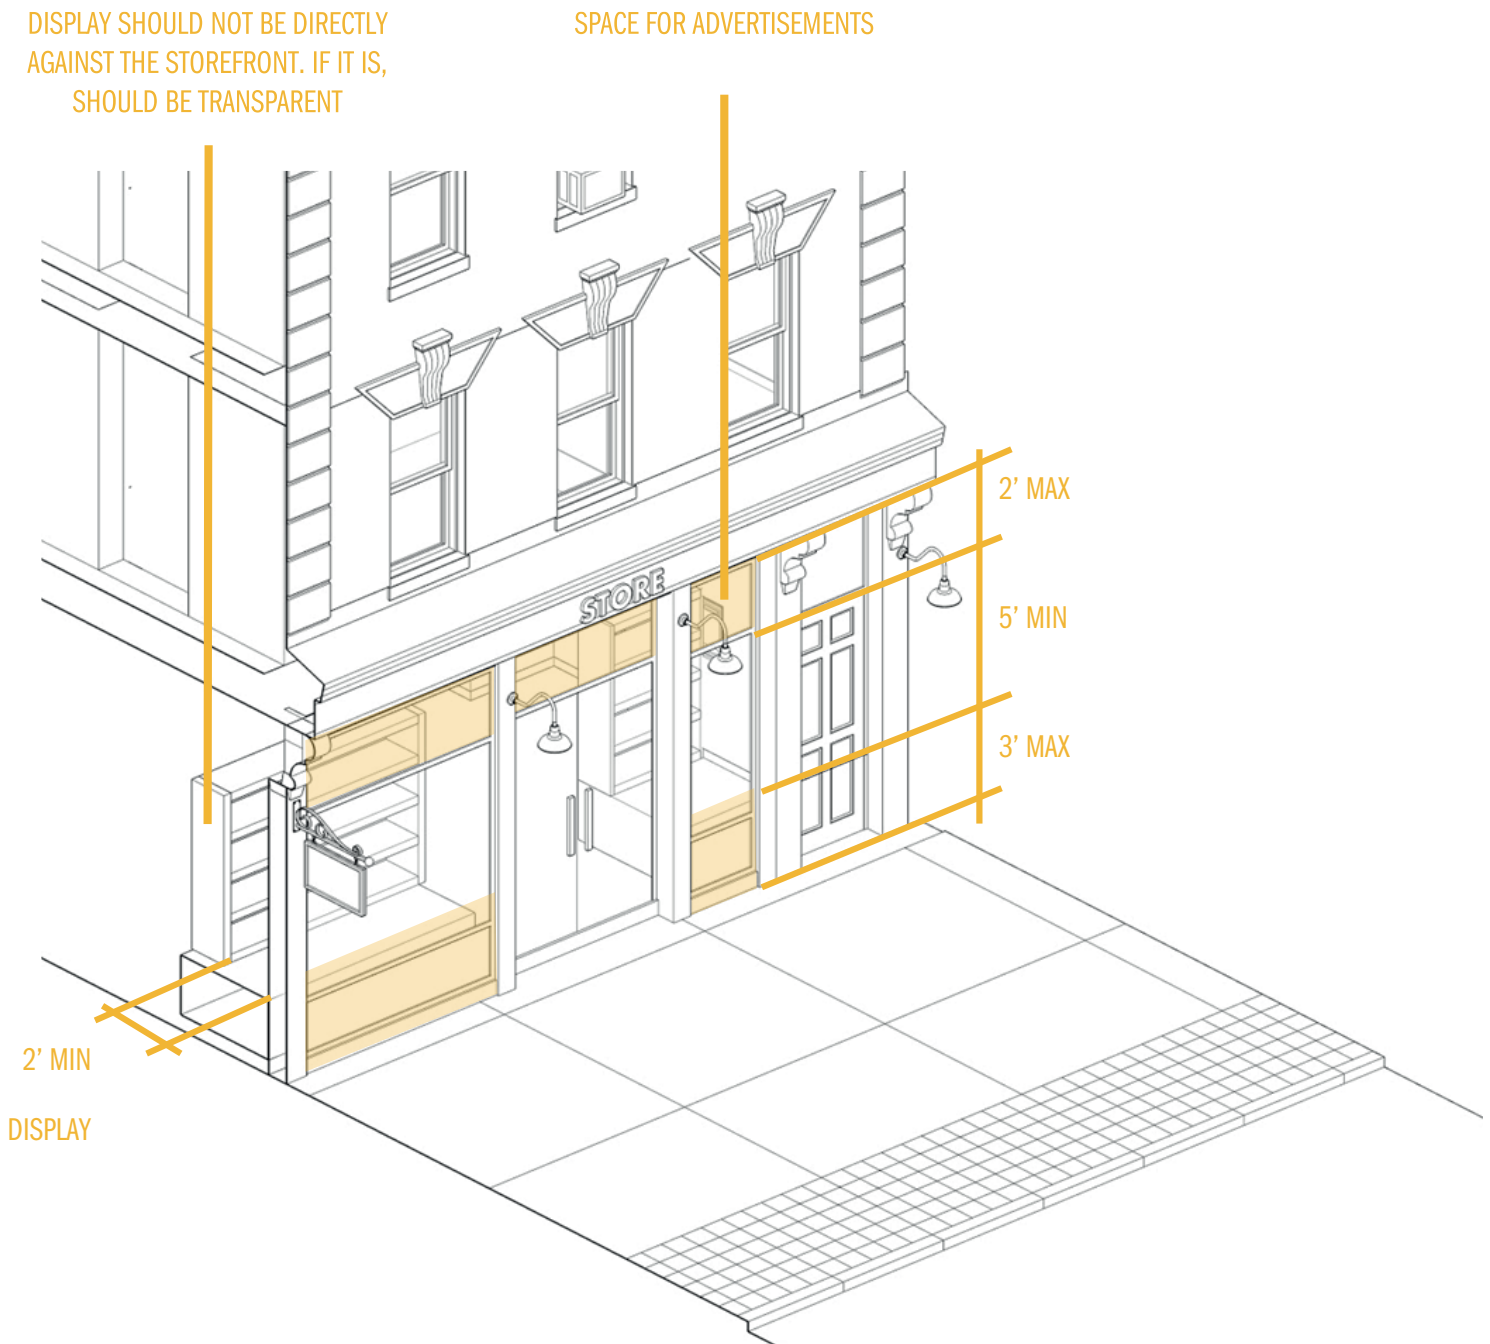 DISPLAY SHOULD NOT BE DIRECTLY
AGAINST THE STOREFRONT. IF IT IS,
SHOULD BE TRANSPARENT
SPACE FOR ADVERTISEMENTS
2’ MAX
STORE
5’ MIN
3’ MAX
2’ MIN
DISPLAY